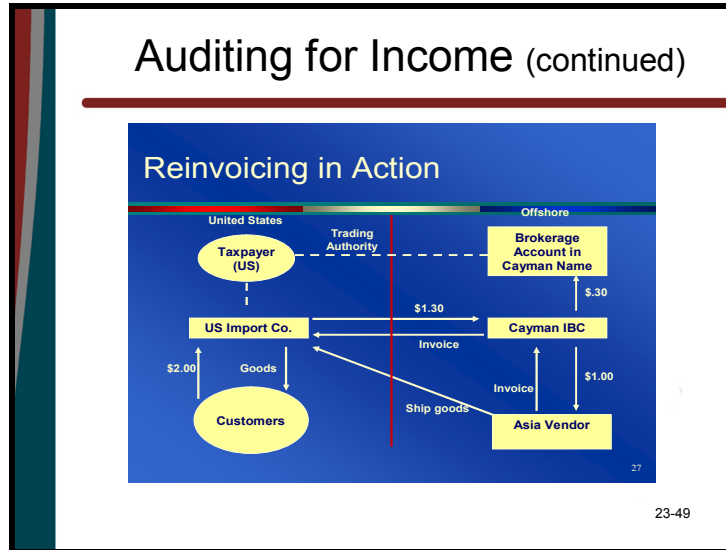 Auditing for Income (continued)
Reinvoicing in Action
United States
Offshore
Taxpayer
(US)
Trading
Authority
Brokerage
Account in
Cayman Name
$.30
$1.30
US Import Co.
Cayman IBC
Invoice
$2.00
Goods
Invoice
$1.00
Ship goods
Customers
Asia Vendor
27
23-49